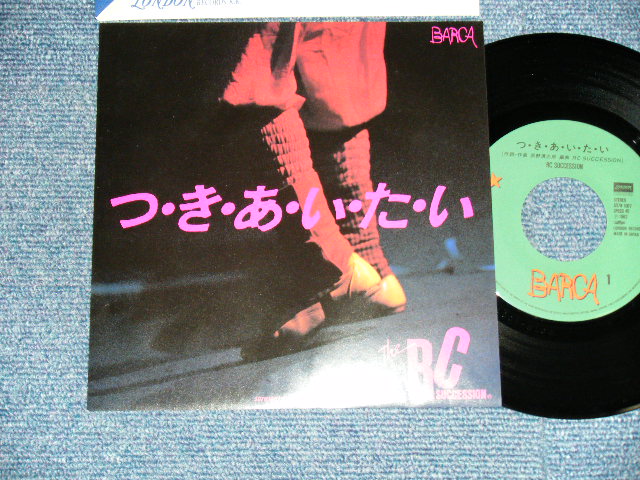 LONDON
BARCA
つ・き・あ・い・た・い
the RC
SUCCESSION
つ・き・あ・い・た・い
RC SUCCESSION
STEREO
BARCA 1